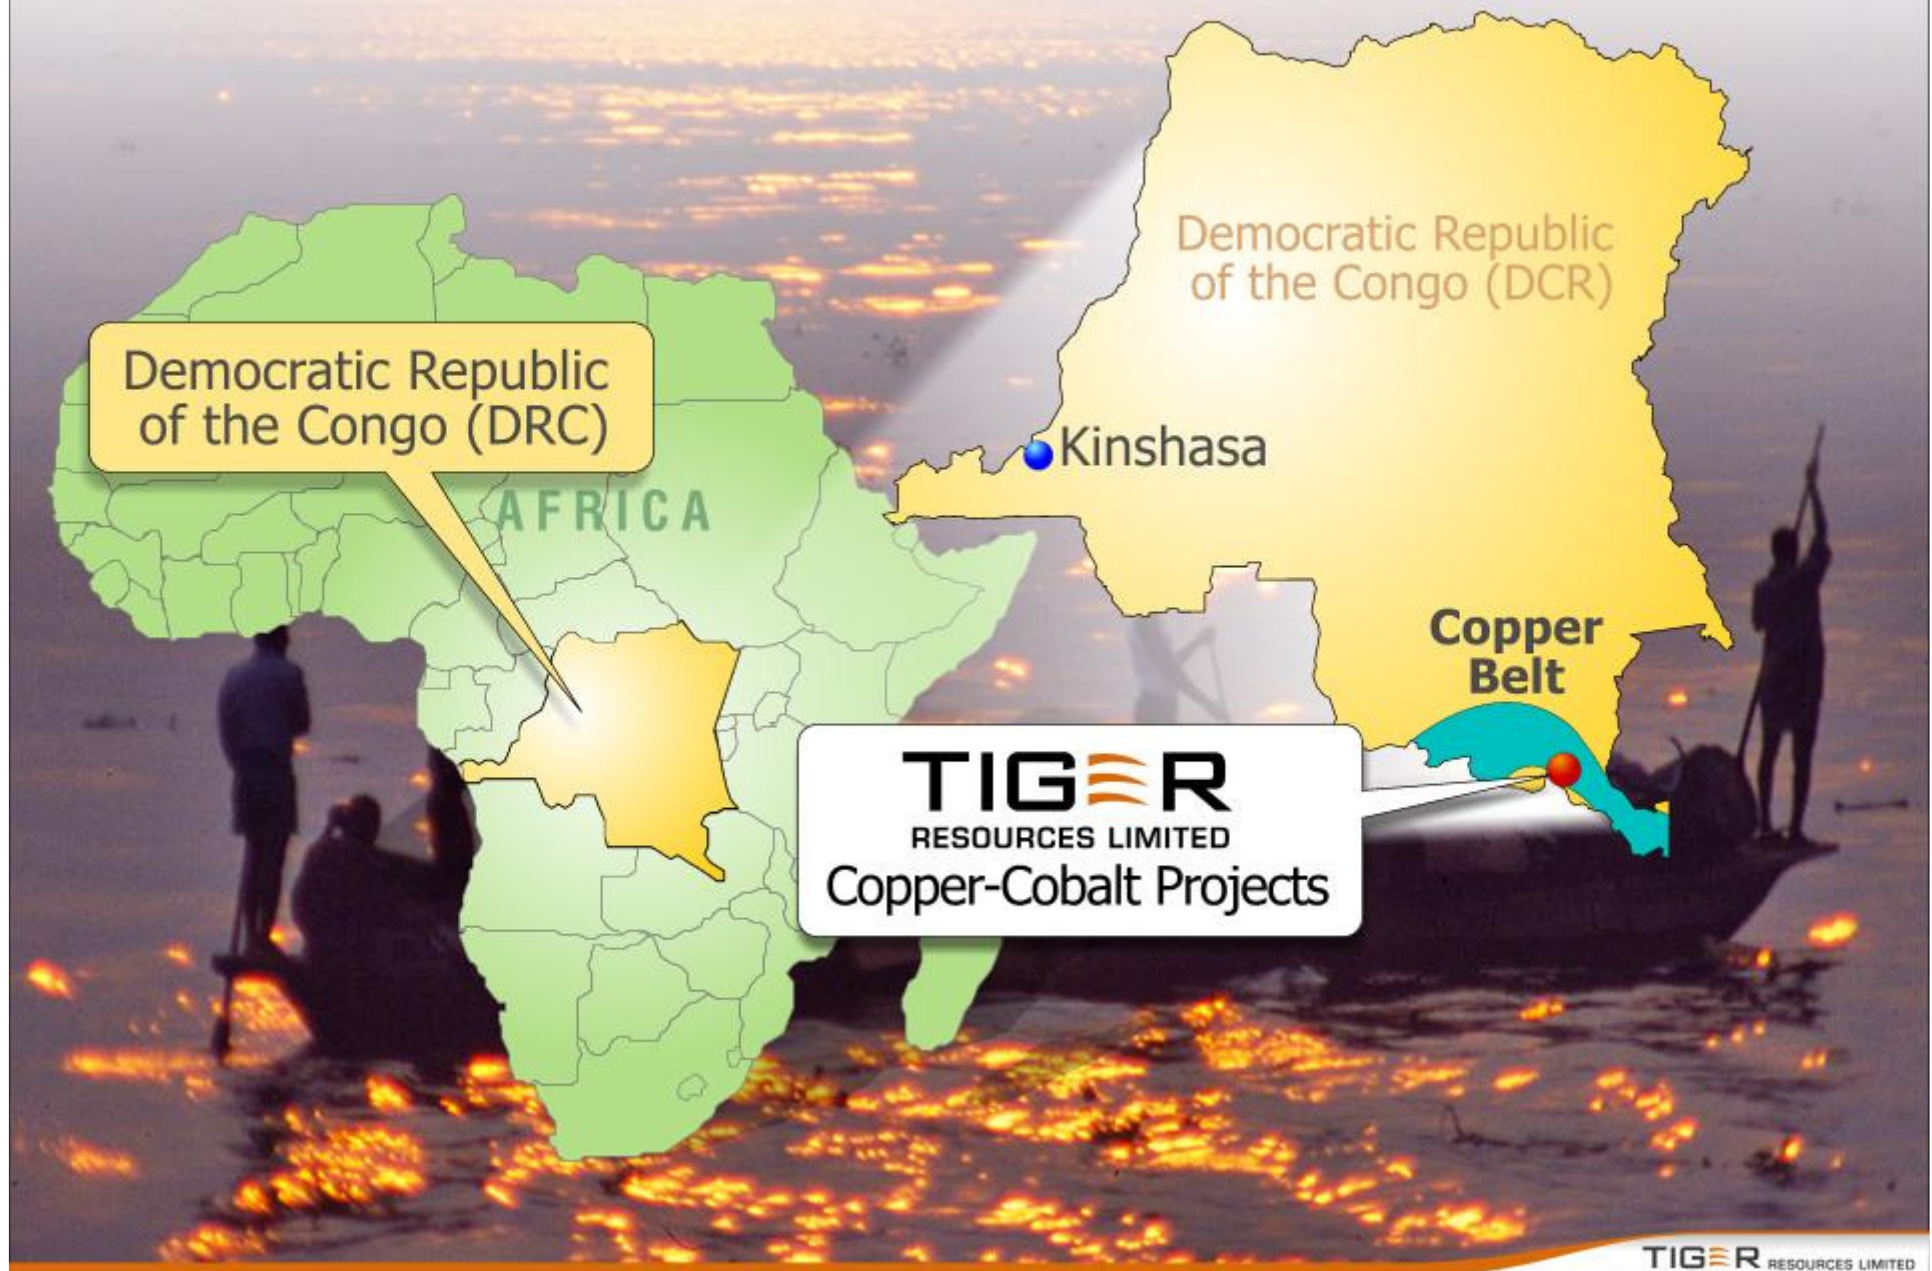 Democratic Republic
of the Congo (DCR)
Democratic Republic
of the Congo (DRC)
Kinshasa
AFRICA
Copper
Belt
TIGER
RESOURCES LIMITED
Copper-Cobalt Projects
TIGER RESOURCES LIMITED